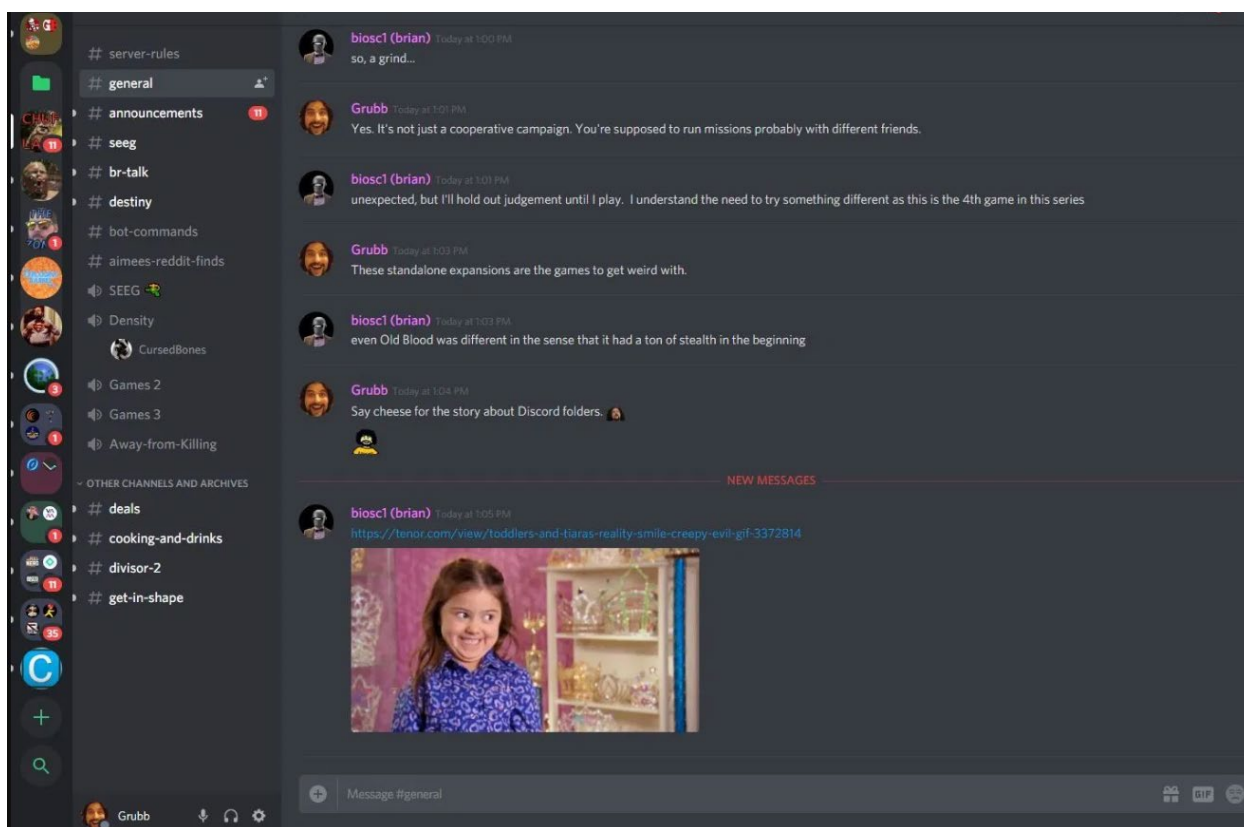 # server-rules
# general
# announcements
11
# seeg
# br-talk
# destiny
# bot-commands
# aimees-reddit-finds
SEEG
Density
CursedBones
Games 2
Games 3
Away-from-Killing
OTHER CHANNELS AND ARCHIVES
# deals
# cooking-and-drinks
# divisor-2
# get-in-shape
Grubb
11
1
3
1
1
11
35
C
biosc1 (brian) Today at 1:00 PM
so, a grind...
Grubb Today at 1:01 PM
Yes. It's not just a cooperative campaign. You're supposed to run missions probably with different friends.
biosc1 (brian) Today at 1:01 PM
unexpected, but I'll hold out judgement until I play. I understand the need to try something different as this is the 4th game in this series
Grubb Today at 1:03 PM
These standalone expansions are the games to get weird with.
biosc1 (brian) Today at 1:03 PM
even Old Blood was different in the sense that it had a ton of stealth in the beginning
Grubb Today at 1:04 PM
Say cheese for the story about Discord folders.
NEW MESSAGES
biosc1 (brian) Today at 1:05 PM
https://tenor.com/view/toddlers-and-tiaras-reality-smile-creepy-evil-gif-3372814
Message #general
GIF